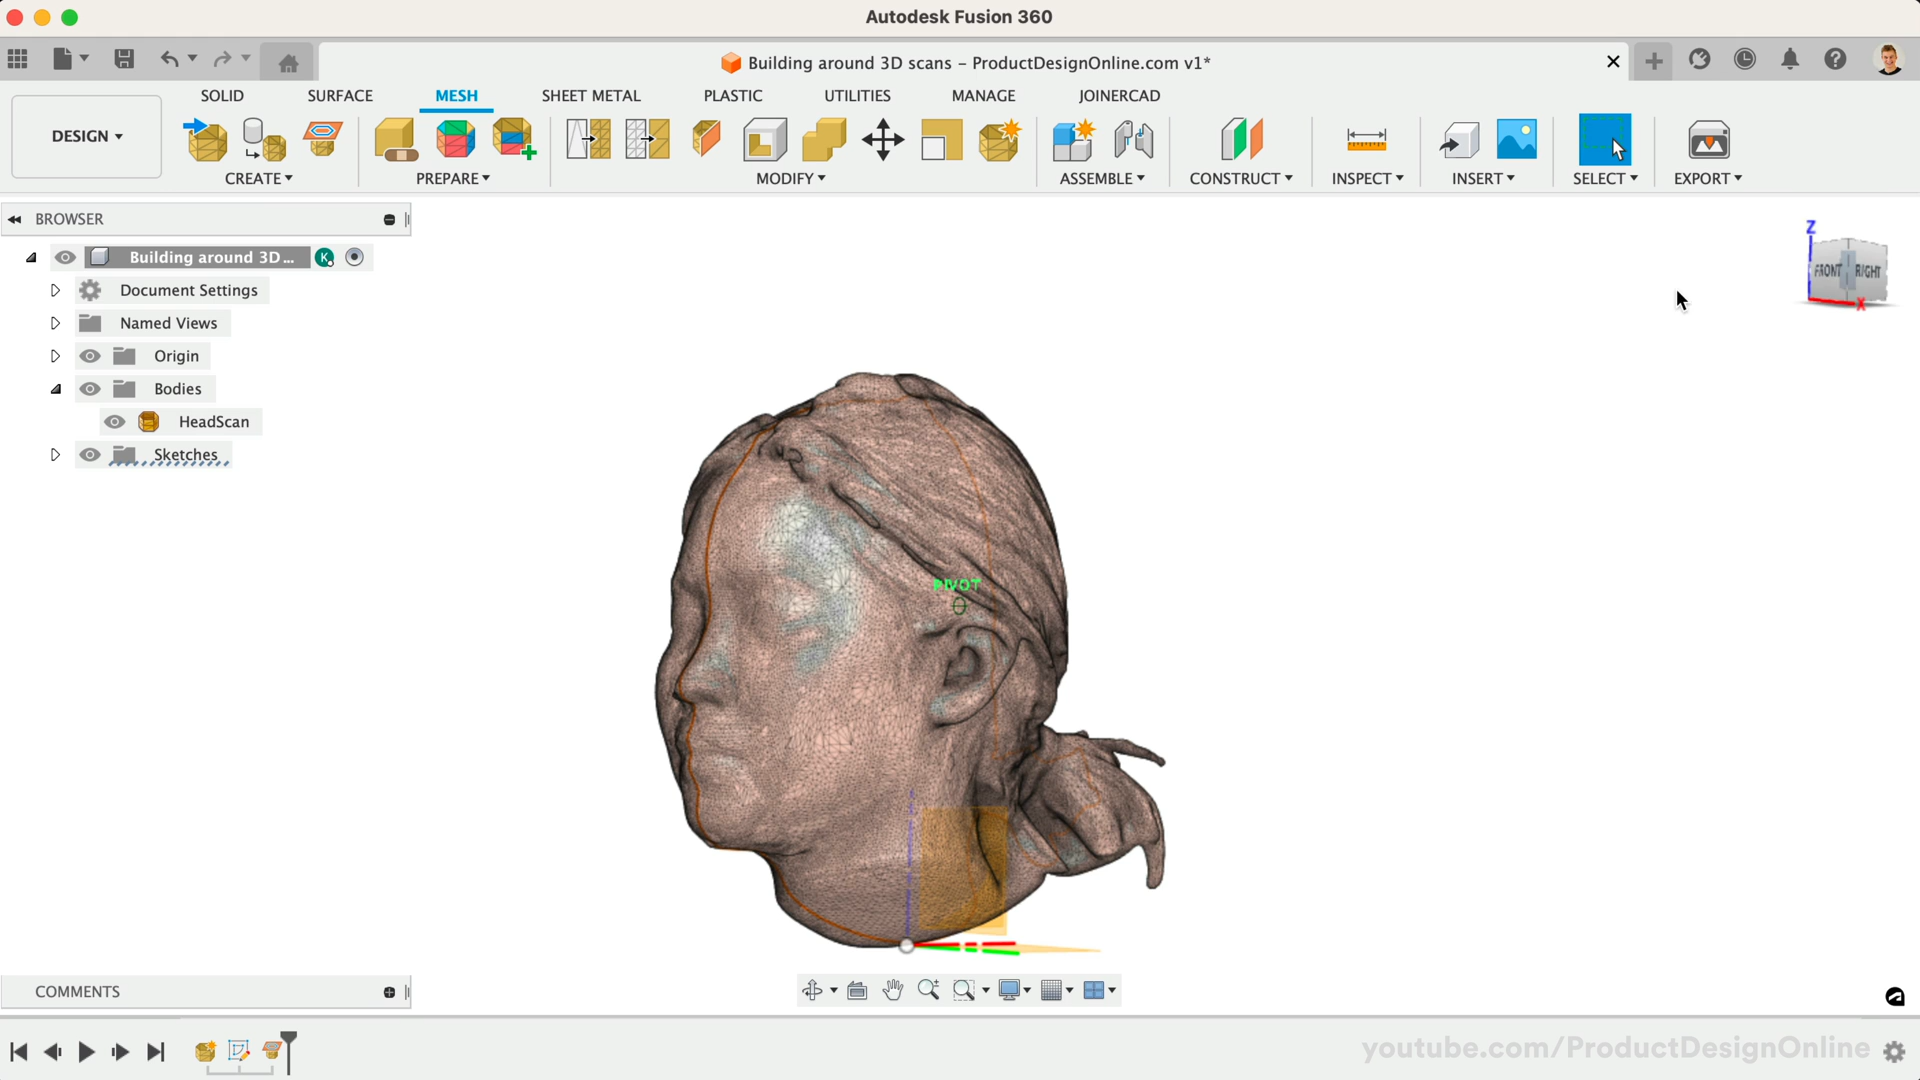 Autodesk Fusion 360
Building around 3D scans – ProductDesignOnline.com v1*
SOLID SURFACE MESH SHEET METAL PLASTIC UTILITIES MANAGE JOINERCAD
DESIGN
CREATE PREPARE MODIFY ASSEMBLE CONSTRUCT INSPECT INSERT SELECT EXPORT
BROWSER
Building around 3D... K
Document Settings
Named Views
Origin
Bodies
HeadScan
Sketches
Z
FRONT RIGHT
X
PIVOT
COMMENTS
youtube.com/ProductDesignOnline